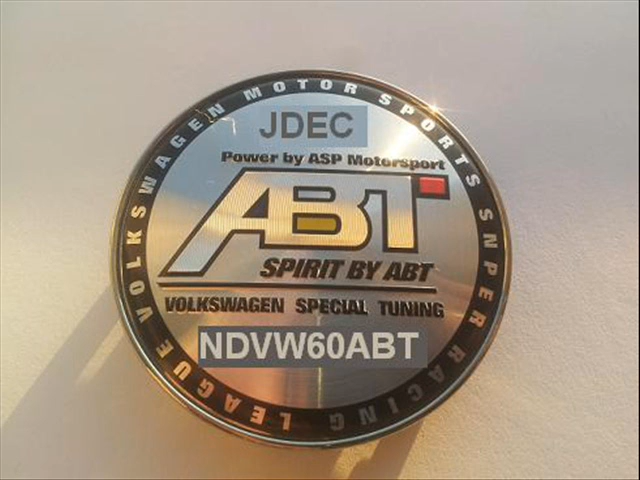 VOLKSWAGEN MOTOR SPORTS SNPER RACING LEAGUE
JDEC
Power by ASP Motorsport
ABT
SPIRIT BY ABT
VOLKSWAGEN SPECIAL TUNING
NDVW60ABT